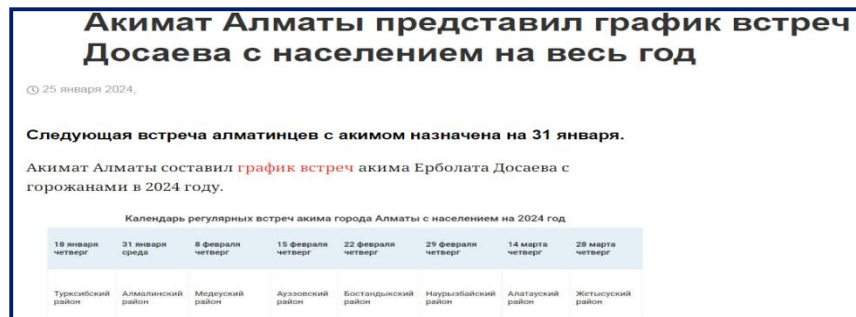 Акимат Алматы представил график встреч
Досаева с населением на весь год
25 января 2024,
Следующая встреча алматинцев с акимом назначена на 31 января.
Акимат Алматы составил график встреч акима Ерболата Досаева с
горожанами в 2024 году.
Календарь регулярных встреч акима города Алматы с населением на 2024 год
18 января 31 января 8 февраля 15 февраля 22 февраля 29 февраля 14 марта 28 марта
четверг среда четверг четверг четверг четверг четверг четверг
Турксибский Алмалинский Медеуский Ауэзовский Бостандыкский Наурызбайский Алатауский Жетысуский
район район район район район район район район